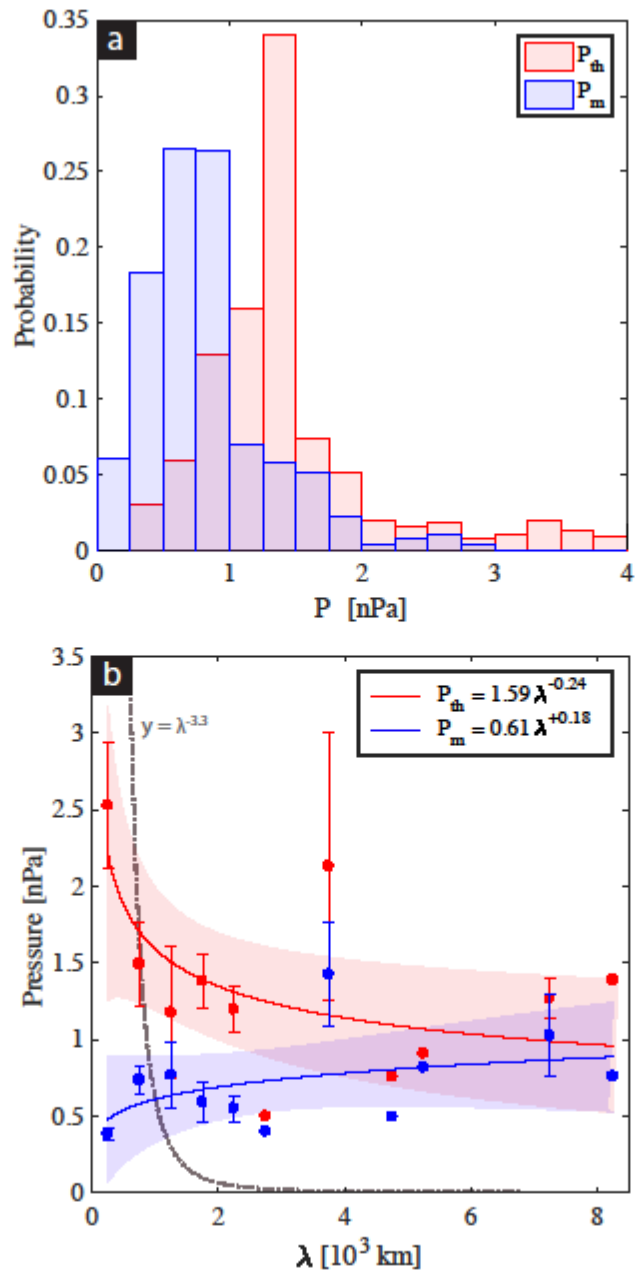 a
0.35
0.3
0.25
0.2
0.15
0.1
0.05
0
Probability
P_th
P_m
0 1 2 3 4
P [nPa]
b
3.5
3
2.5
2
1.5
1
0.5
0
Pressure [nPa]
y = λ^-3.3
P_th = 1.59 λ^-0.24
P_m = 0.61 λ^+0.18
0 2 4 6 8
λ [10^3 km]